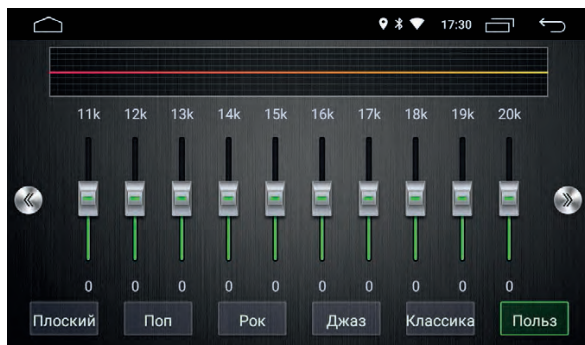 17:30
11k 12k 13k 14k 15k 16k 17k 18k 19k 20k
0 0 0 0 0 0 0 0 0 0
Плоский Поп Рок Джаз Классика Польз